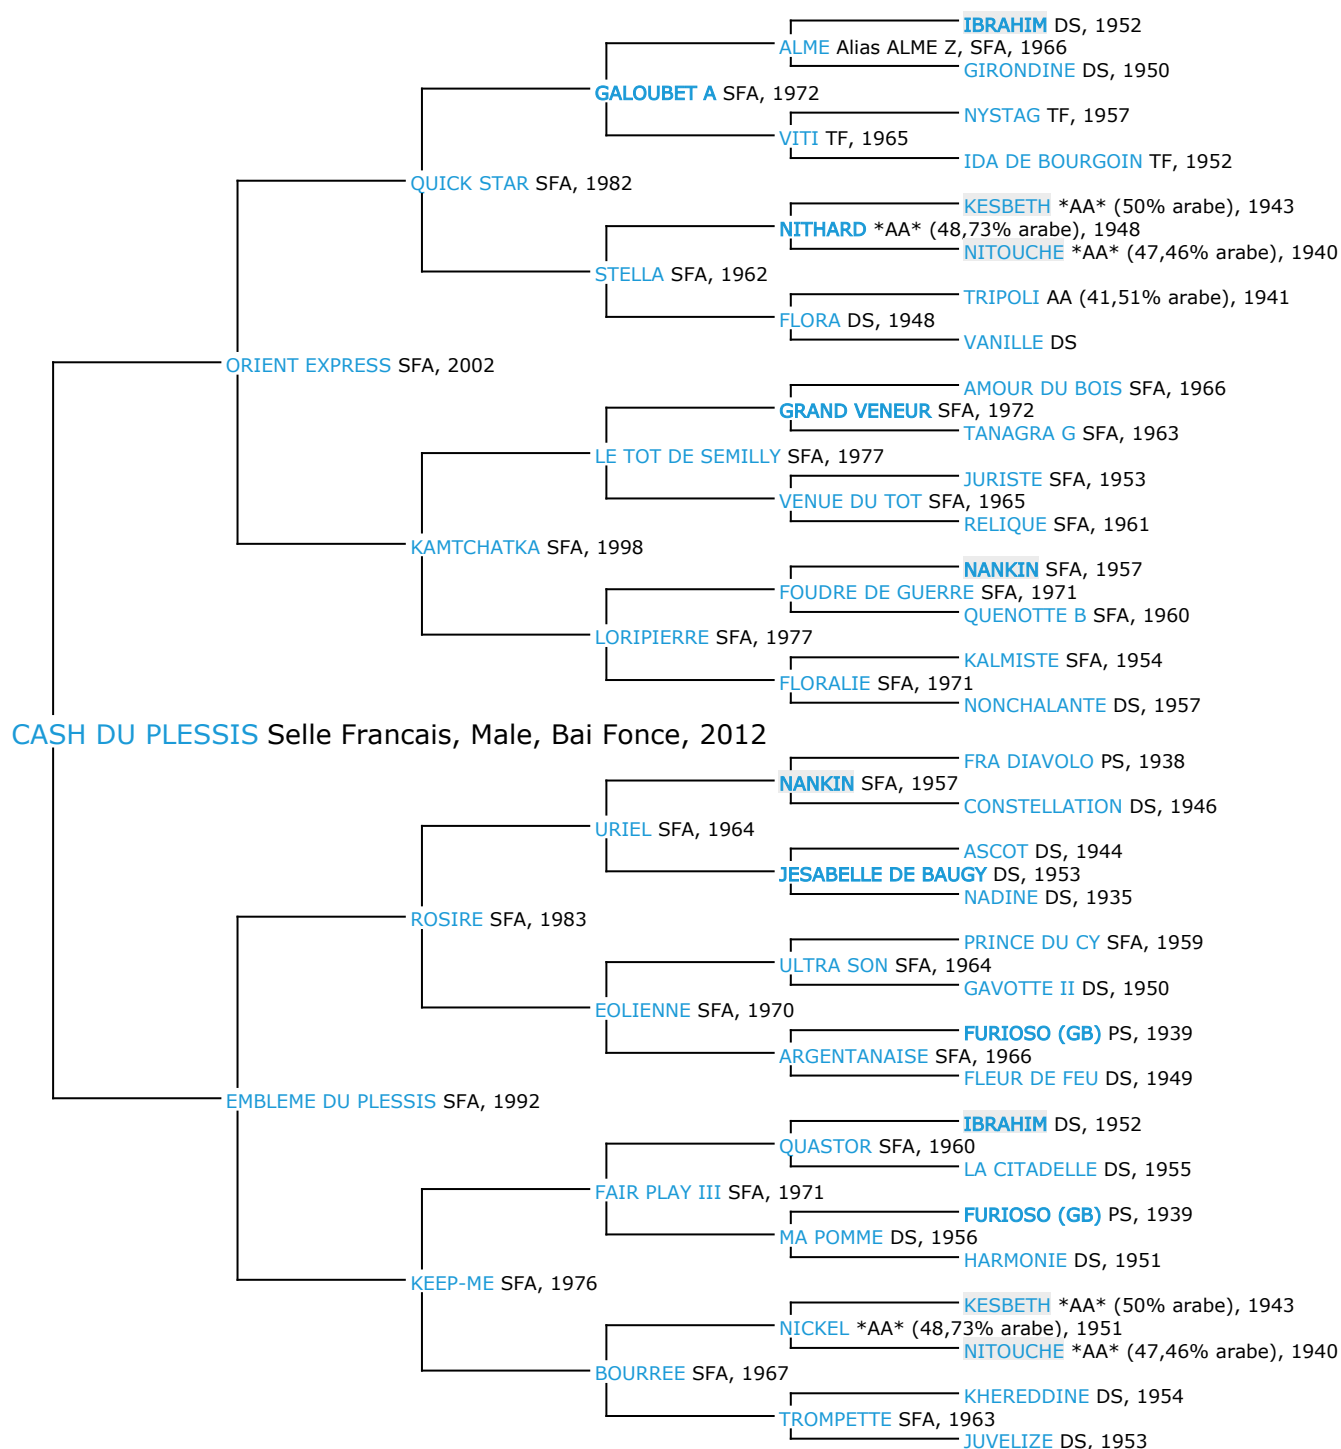 IBRAHIM DS, 1952
ALME Alias ALME Z, SFA, 1966
GIRONDINE DS, 1950
GALOUBET A SFA, 1972
NYSTAG TF, 1957
VITI TF, 1965
IDA DE BOURGOIN TF, 1952
QUICK STAR SFA, 1982
KESBETH *AA* (50% arabe), 1943
NITHARD *AA* (48,73% arabe), 1948
NITOUCHE *AA* (47,46% arabe), 1940
STELLA SFA, 1962
TRIPOLI AA (41,51% arabe), 1941
FLORA DS, 1948
VANILLE DS
ORIENT EXPRESS SFA, 2002
AMOUR DU BOIS SFA, 1966
GRAND VENEUR SFA, 1972
TANAGRA G SFA, 1963
LE TOT DE SEMILLY SFA, 1977
JURISTE SFA, 1953
VENUE DU TOT SFA, 1965
RELIQUE SFA, 1961
KAMTCHATKA SFA, 1998
NANKIN SFA, 1957
FOUDRE DE GUERRE SFA, 1971
QUENOTTE B SFA, 1960
LORIPIERRE SFA, 1977
KALMISTE SFA, 1954
FLORALIE SFA, 1971
NONCHALANTE DS, 1957
CASH DU PLESSIS Selle Francais, Male, Bai Fonce, 2012
FRA DIAVOLO PS, 1938
NANKIN SFA, 1957
CONSTELLATION DS, 1946
URIEL SFA, 1964
ASCOT DS, 1944
JESABELLE DE BAUGY DS, 1953
NADINE DS, 1935
ROSIRE SFA, 1983
PRINCE DU CY SFA, 1959
ULTRA SON SFA, 1964
GAVOTTE II DS, 1950
EOLIENNE SFA, 1970
FURIOSO (GB) PS, 1939
ARGENTANAISE SFA, 1966
FLEUR DE FEU DS, 1949
EMBLEME DU PLESSIS SFA, 1992
IBRAHIM DS, 1952
QUASTOR SFA, 1960
LA CITADELLE DS, 1955
FAIR PLAY III SFA, 1971
FURIOSO (GB) PS, 1939
MA POMME DS, 1956
HARMONIE DS, 1951
KEEP-ME SFA, 1976
KESBETH *AA* (50% arabe), 1943
NICKEL *AA* (48,73% arabe), 1951
NITOUCHE *AA* (47,46% arabe), 1940
BOURREE SFA, 1967
KHEREDDINE DS, 1954
TROMPETTE SFA, 1963
JUVELIZE DS, 1953